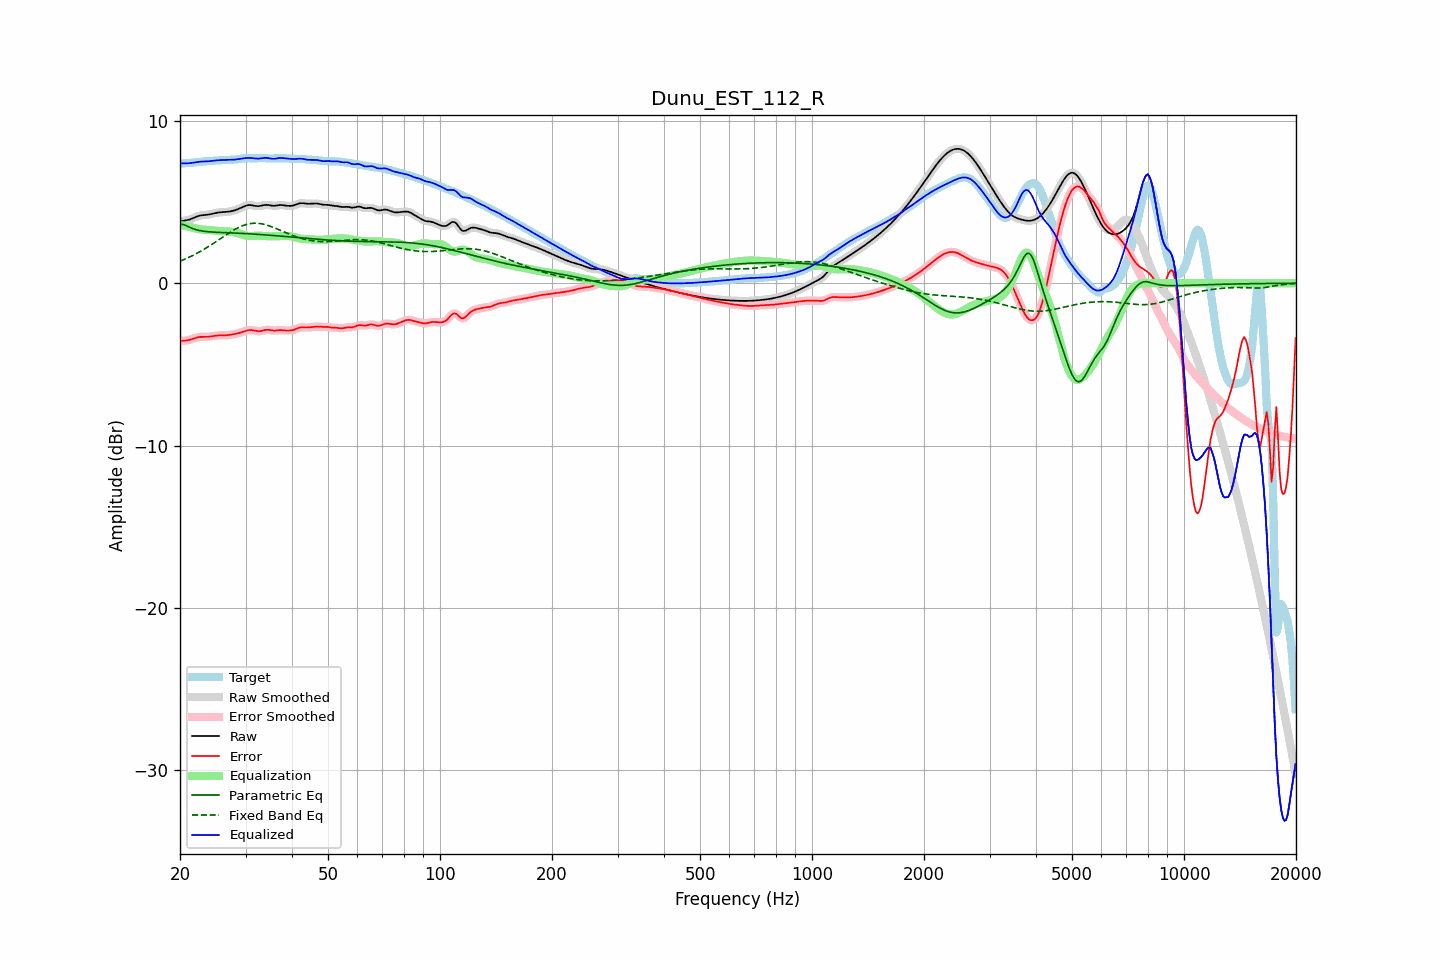 Dunu_EST_112_R
10
0
−10
−20
−30
Amplitude (dBr)
Target
Raw Smoothed
Error Smoothed
Raw
Error
Equalization
Parametric Eq
Fixed Band Eq
Equalized
20 50 100 200 500 1000 2000 5000 10000 20000
Frequency (Hz)